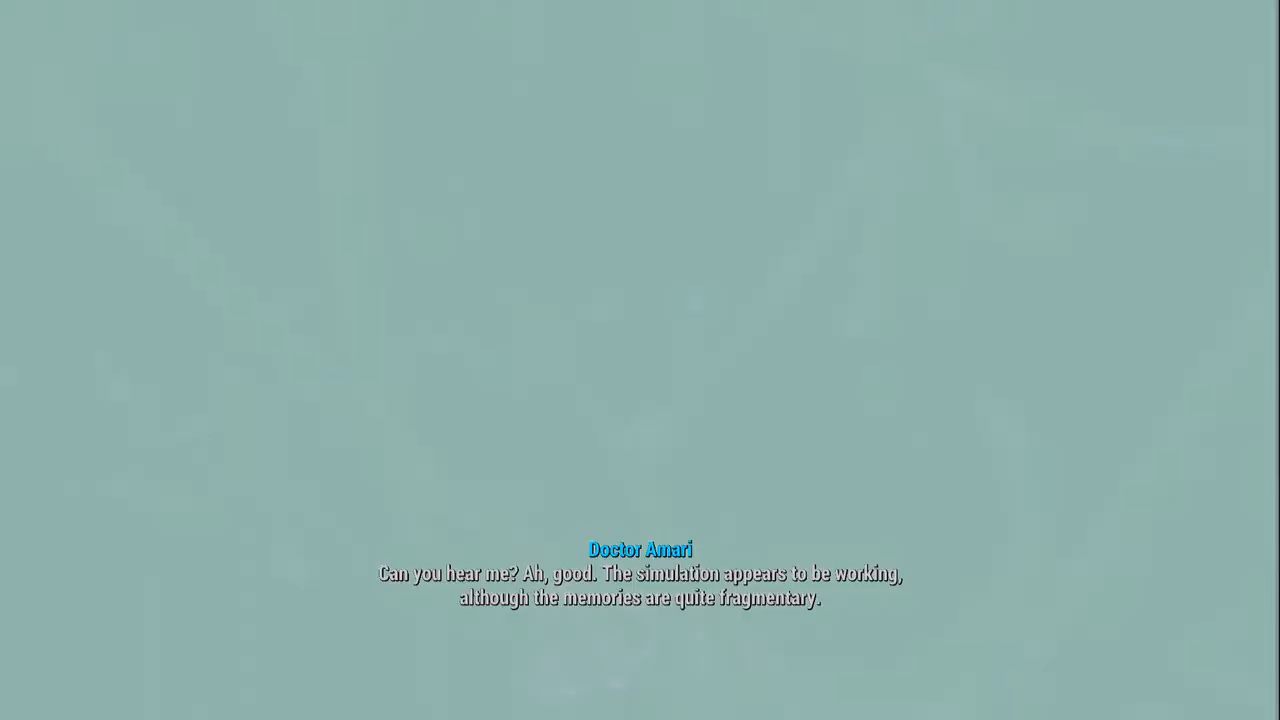 Doctor Amari
Can you hear me? Ah, good. The simulation appears to be working,
although the memories are quite fragmentary.